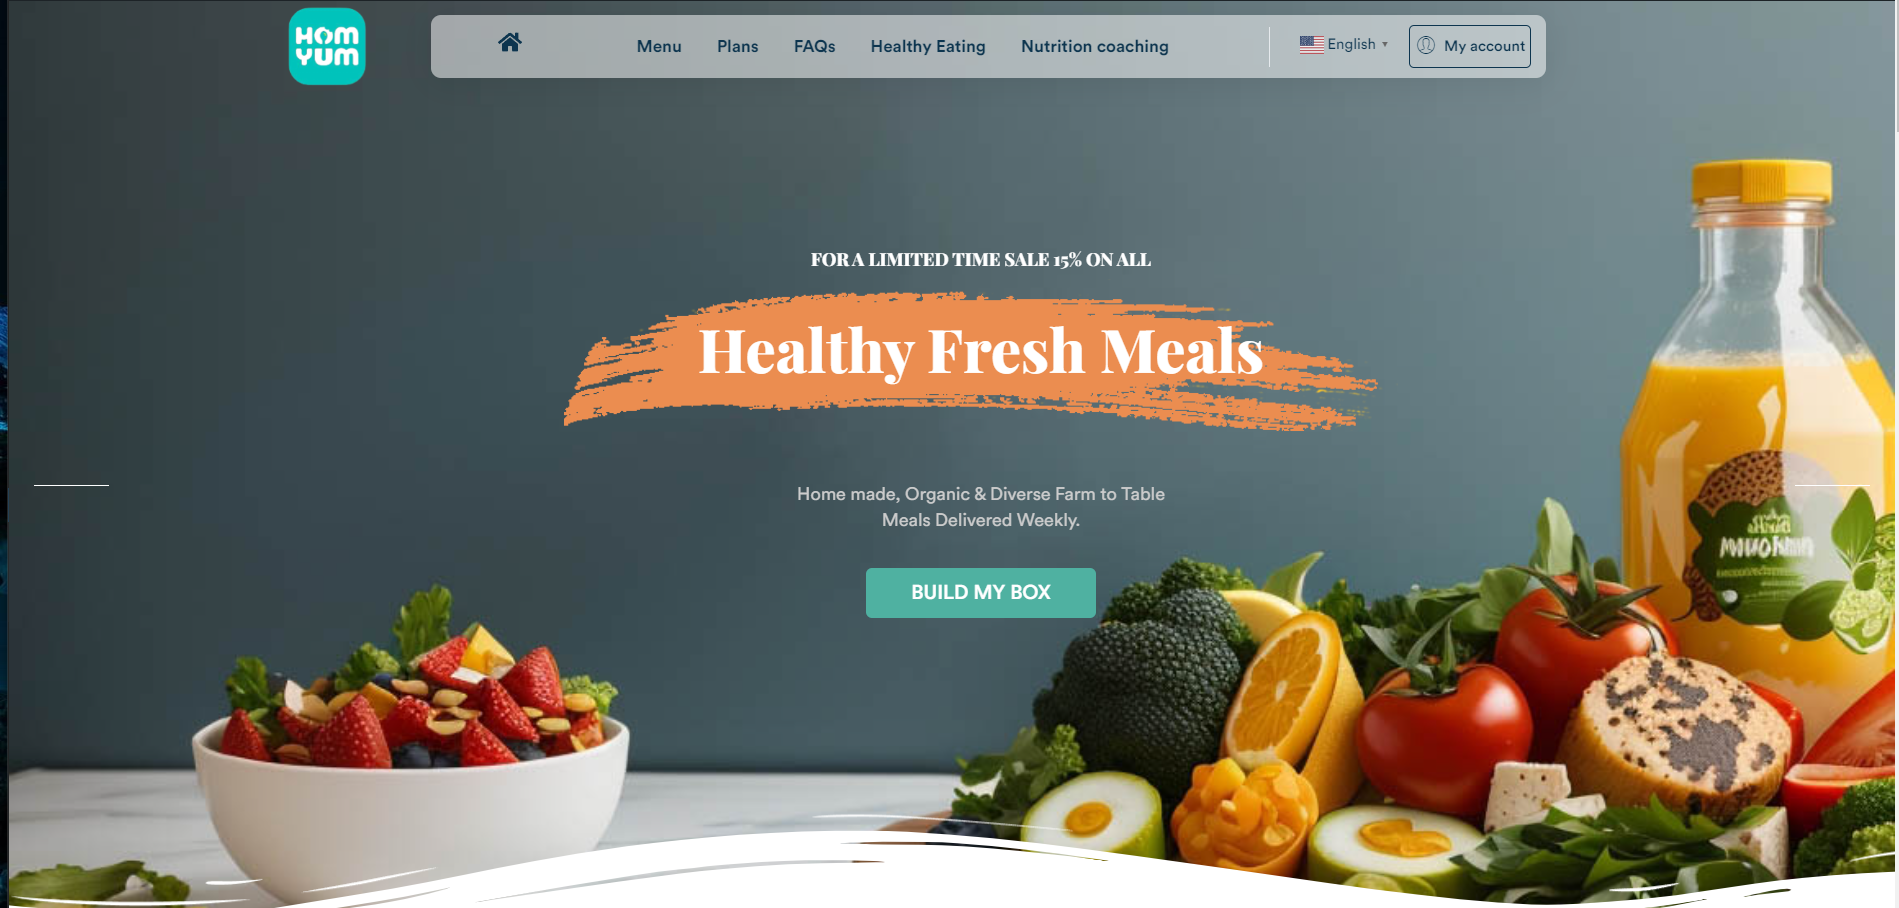 HOM
YUM
Menu
Plans
FAQs
Healthy Eating
Nutrition coaching
English
My account
FOR A LIMITED TIME SALE 15% ON ALL
Healthy Fresh Meals
Home made, Organic & Diverse Farm to Table
Meals Delivered Weekly.
BUILD MY BOX